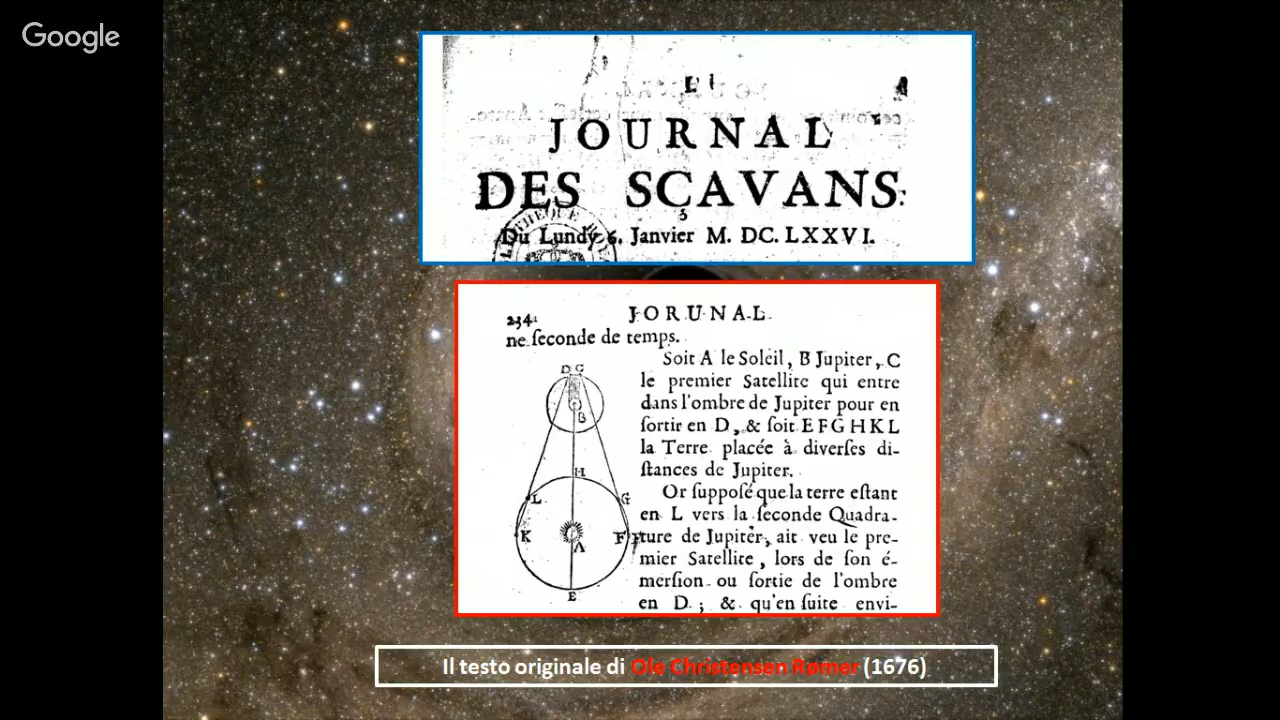 Google
JOURNAL
DES SCAVANS.
Du Lundy 6. Janvier M. DC. LXXVI.
234 JORUNAL
ne ſeconde de temps.
Soit A le Soleil, B Jupiter, C
le premier Satellite qui entre
dans l'ombre de Jupiter pour en
ſortir en D, & ſoit E F G H K L
la Terre placée à diverſes di-
ſtances de Jupiter.
Or ſuppoſé que la terre eſtant
en L vers la ſeconde Quadra-
ture de Jupiter, ait veu le pre-
mier Satellite, lors de ſon é-
merſion ou ſortie de l'ombre
en D ; & qu'en ſuite envi-
D C
B
H
L G
K F
A
E
Il testo originale di Ole Christensen Rømer (1676)